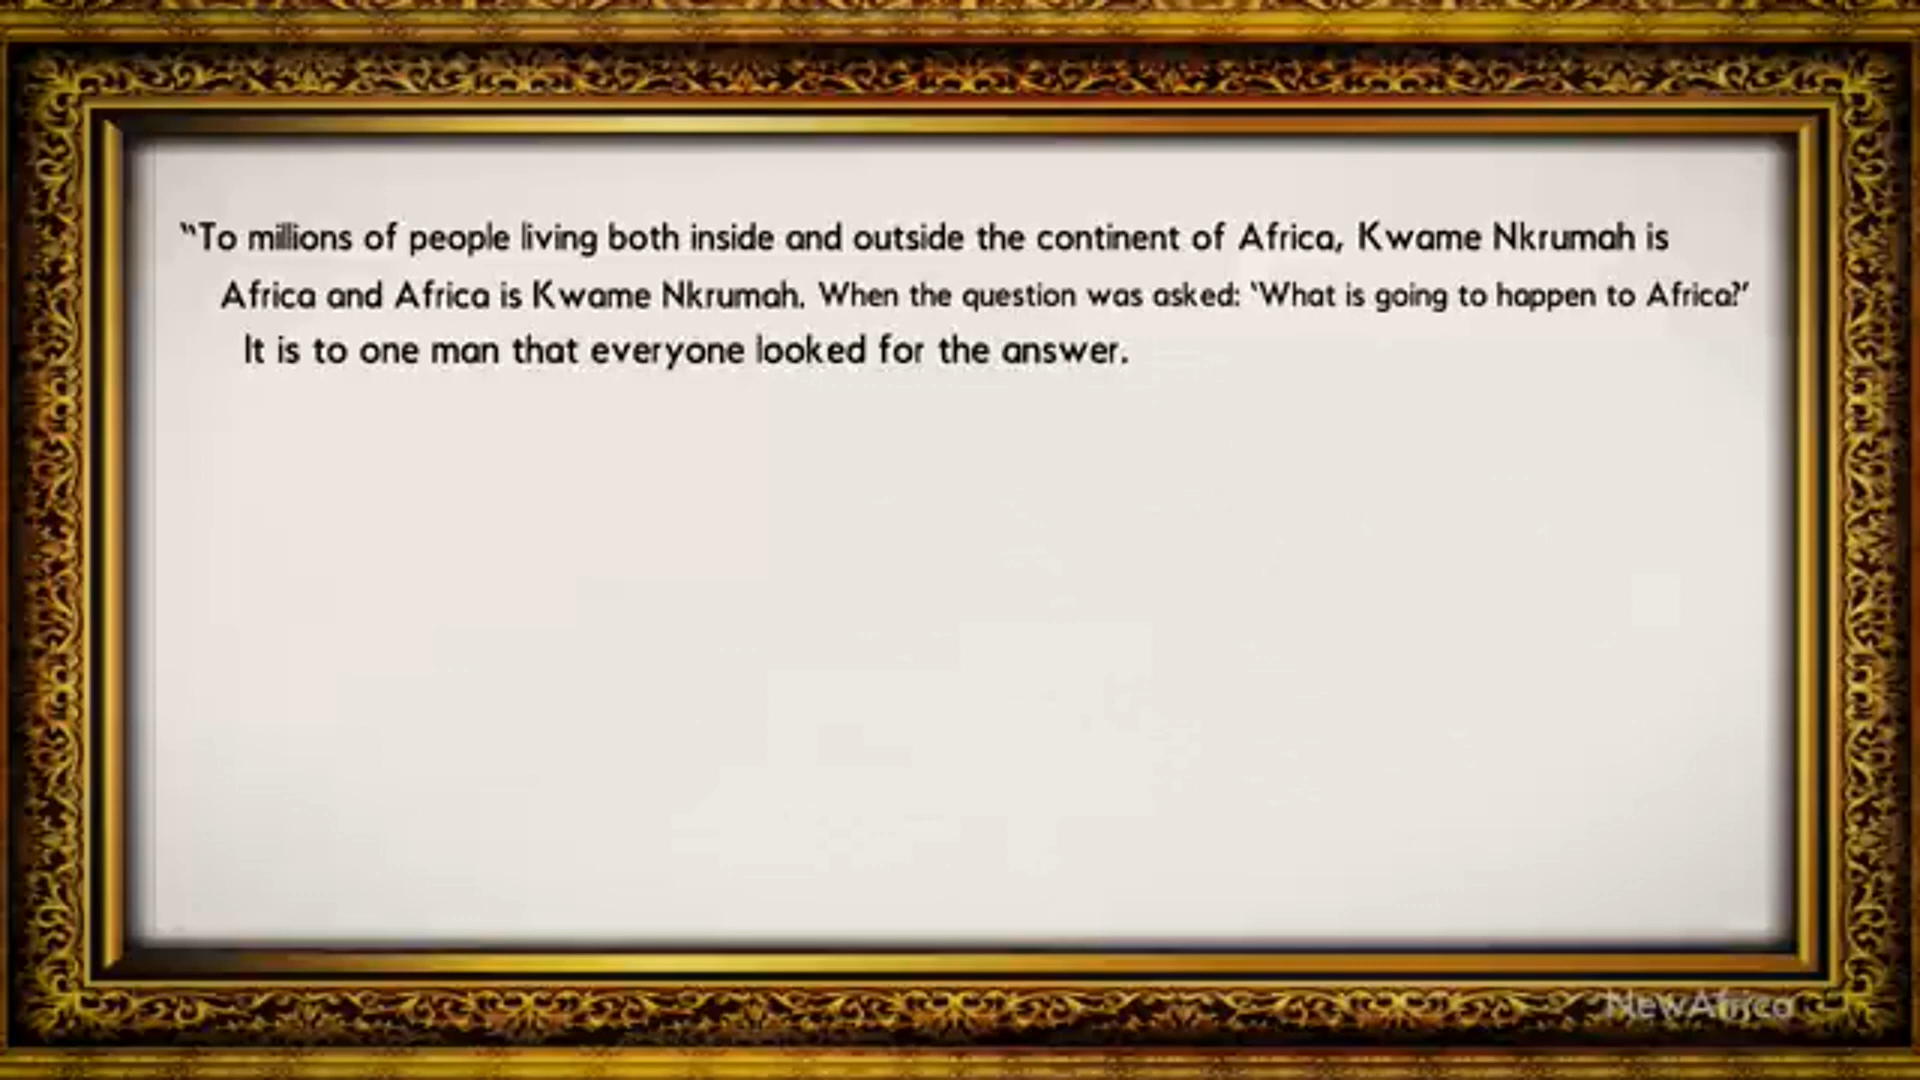 “To millions of people living both inside and outside the continent of Africa, Kwame Nkrumah is
Africa and Africa is Kwame Nkrumah. When the question was asked: ‘What is going to happen to Africa?’
It is to one man that everyone looked for the answer.
NewAfrica